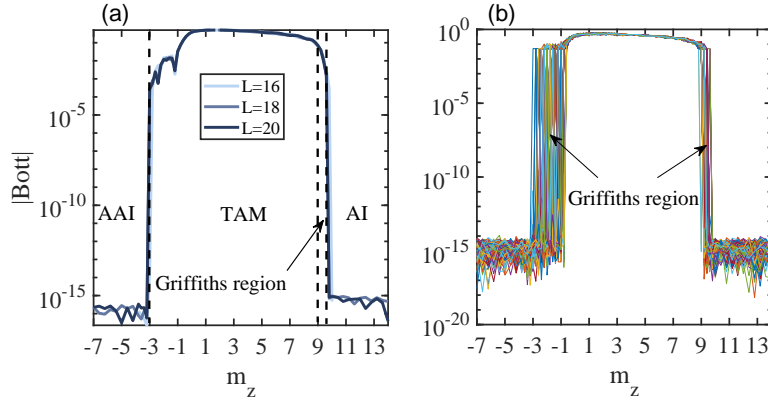 (a)
|Bott|
10^-5
10^-10
10^-15
L=16
L=18
L=20
AAI
TAM
AI
Griffiths region
-7 -5 -3 -1 1 3 5 7 9 11 13
m_z
(b)
10^0
10^-5
10^-10
10^-15
10^-20
Griffiths region
-7 -5 -3 -1 1 3 5 7 9 11 13
m_z